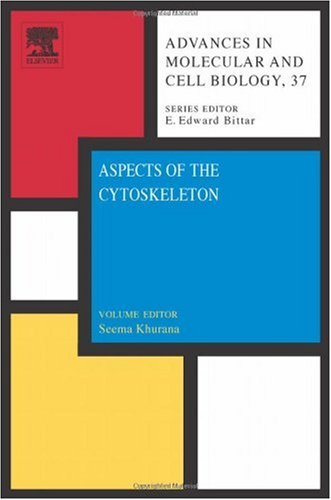 ELSEVIER
ADVANCES IN
MOLECULAR AND
CELL BIOLOGY, 37
SERIES EDITOR
E. Edward Bittar
ASPECTS OF THE
CYTOSKELETON
VOLUME EDITOR
Seema Khurana